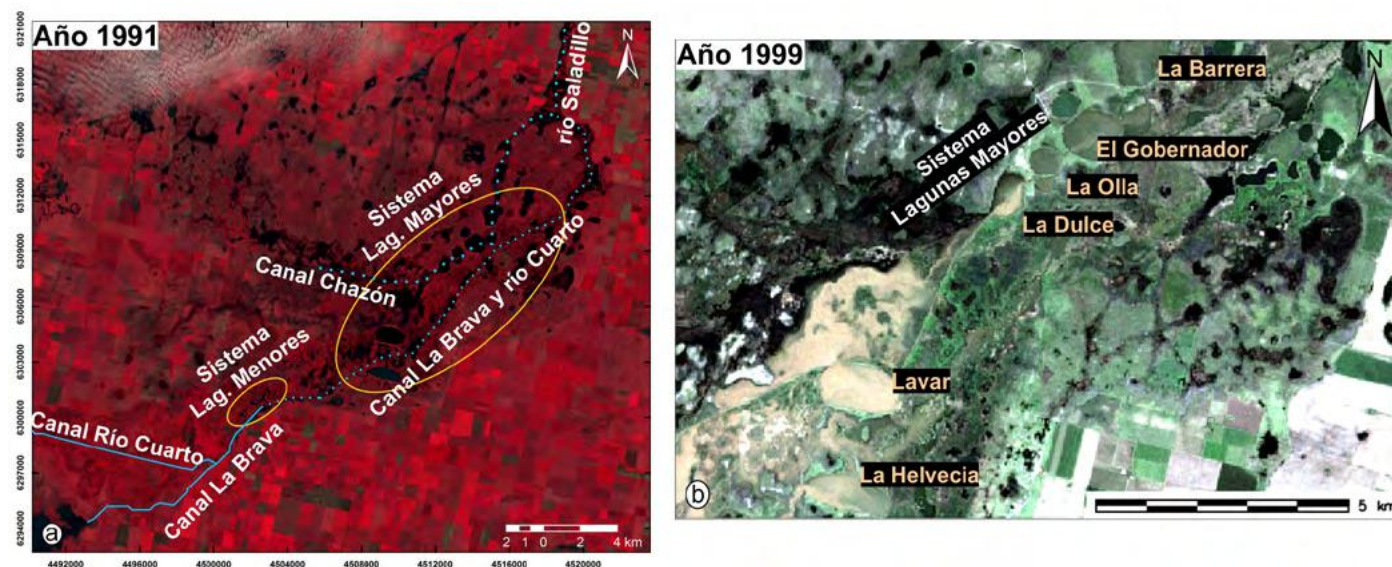 Año 1991
N
río Saladillo
Sistema
Lag. Mayores
Canal Chazón
Canal La Brava y río Cuarto
Sistema
Lag. Menores
Canal Río Cuarto
Canal La Brava
a
2 1 0 2 4 km
6321000
6318000
6315000
6312000
6309000
6306000
6303000
6300000
6297000
6294000
4492000 4496000 4500000 4504000 4508000 4512000 4516000 4520000
Año 1999
N
La Barrera
Sistema
Lagunas Mayores
El Gobernador
La Olla
La Dulce
Lavar
La Helvecia
b
5 km